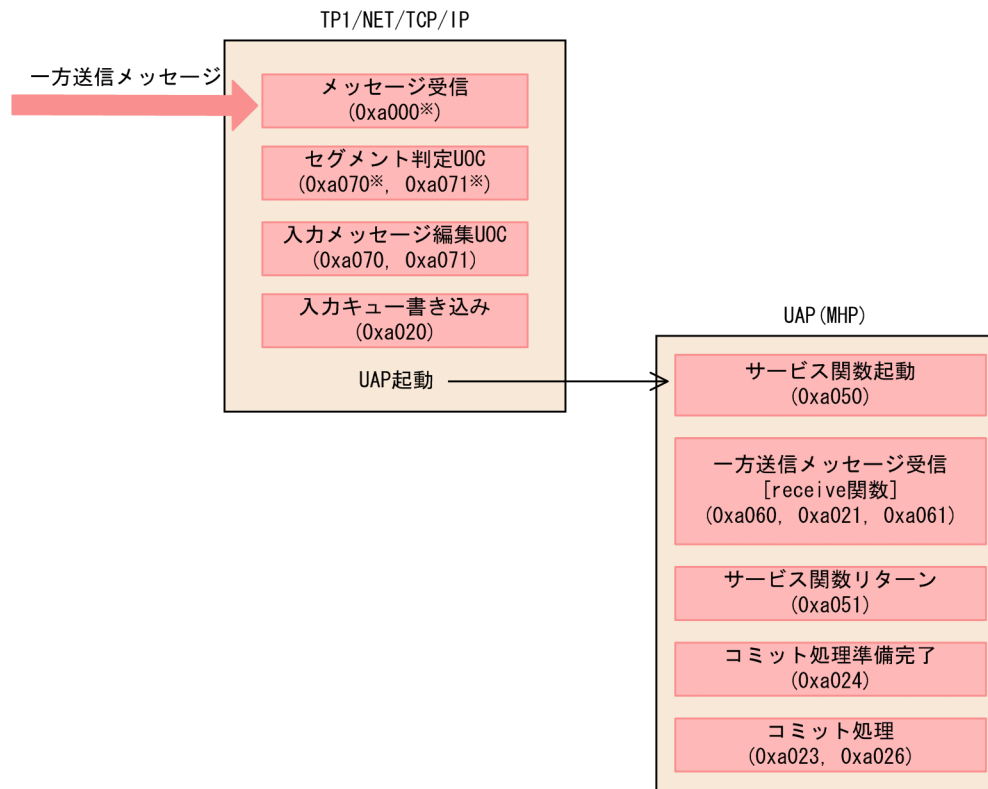 TP1/NET/TCP/IP
一方送信メッセージ
メッセージ受信
(0xa000※)
セグメント判定UOC
(0xa070※, 0xa071※)
入力メッセージ編集UOC
(0xa070, 0xa071)
入力キュー書き込み
(0xa020)
UAP起動
UAP(MHP)
サービス関数起動
(0xa050)
一方送信メッセージ受信
[receive関数]
(0xa060, 0xa021, 0xa061)
サービス関数リターン
(0xa051)
コミット処理準備完了
(0xa024)
コミット処理
(0xa023, 0xa026)